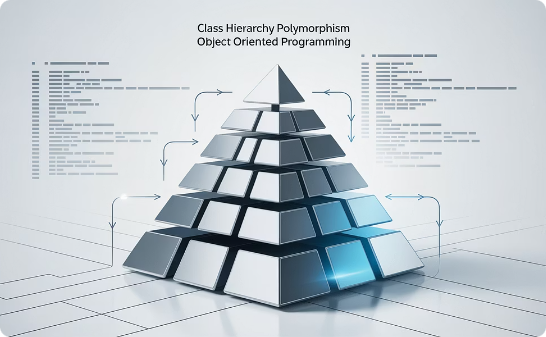 Class Hierarchy Polymorphism
Object Oriented Programming